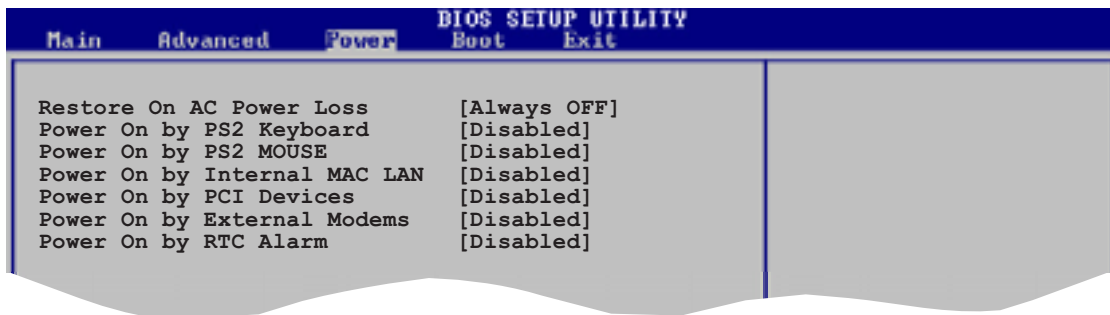 BIOS SETUP UTILITY
Main Advanced Power Boot Exit
Restore On AC Power Loss [Always OFF]
Power On by PS2 Keyboard [Disabled]
Power On by PS2 MOUSE [Disabled]
Power On by Internal MAC LAN [Disabled]
Power On by PCI Devices [Disabled]
Power On by External Modems [Disabled]
Power On by RTC Alarm [Disabled]